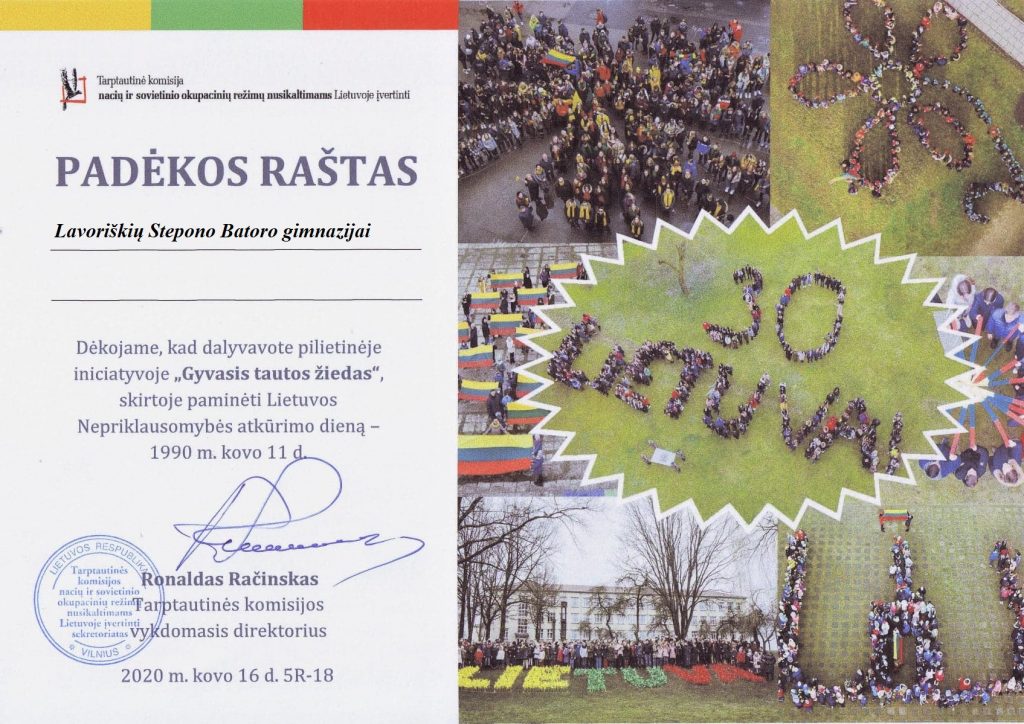 Tarptautinė komisija
nacių ir sovietinio okupacinių režimų nusikaltimams Lietuvoje įvertinti
PADĖKOS RAŠTAS
Lavoriškių Stepono Batoro gimnazijai
Dėkojame, kad dalyvavote pilietinėje
iniciatyvoje „Gyvasis tautos žiedas“,
skirtoje paminėti Lietuvos
Nepriklausomybės atkūrimo dieną –
1990 m. kovo 11 d.
Ronaldas Račinskas
Tarptautinės komisijos
vykdomasis direktorius
2020 m. kovo 16 d. 5R-18
LIETUVOS RESPUBLIKA
Tarptautinės
komisijos
nacių ir sovietinio
okupacinių režimų
nusikaltimams
Lietuvoje įvertinti
sekretoriatas
VILNIUS
30
LIETUVAI
LIETUVA